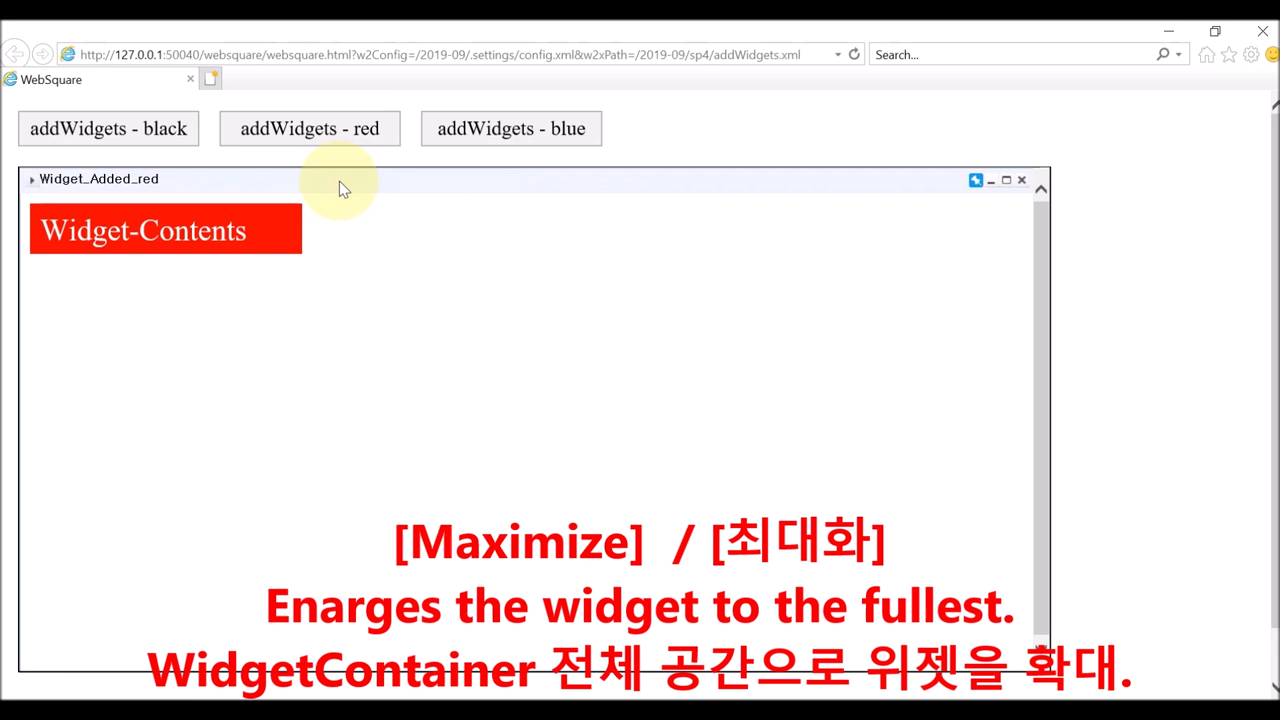 http://127.0.0.1:50040/websquare/websquare.html?w2Config=/2019-09/.settings/config.xml&w2xPath=/2019-09/sp4/addWidgets.xml
Search...
WebSquare
addWidgets - black
addWidgets - red
addWidgets - blue
Widget_Added_red
Widget-Contents
[Maximize] / [최대화]
Enarges the widget to the fullest.
WidgetContainer 전체 공간으로 위젯을 확대.